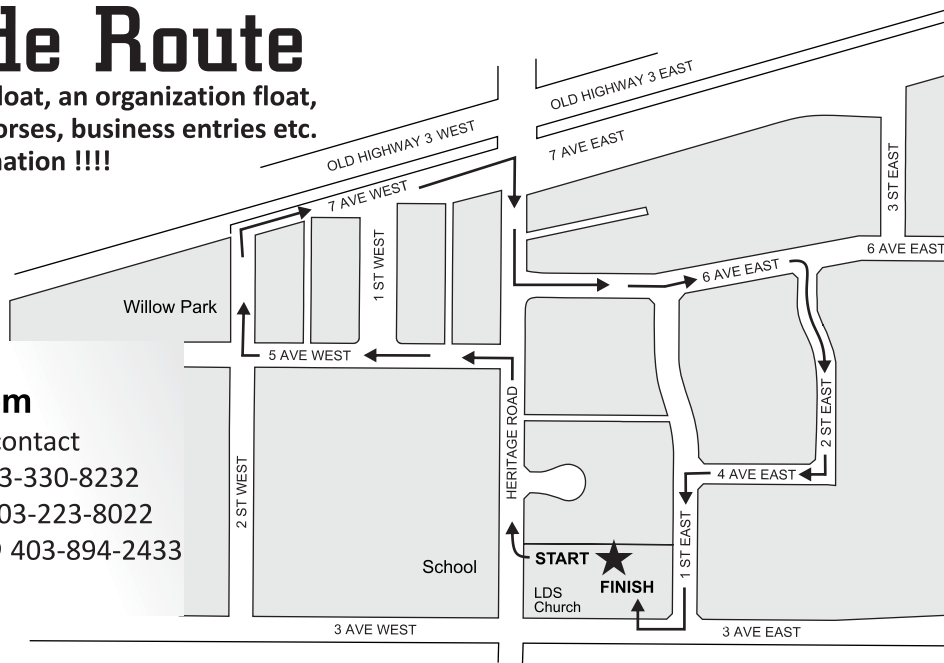 de Route
loat, an organization float,
orses, business entries etc.
nation !!!!
OLD HIGHWAY 3 EAST
OLD HIGHWAY 3 WEST
7 AVE EAST
7 AVE WEST
3 ST EAST
1 ST WEST
6 AVE EAST
6 AVE EAST
Willow Park
5 AVE WEST
m
contact
3-330-8232
03-223-8022
403-894-2433
HERITAGE ROAD
2 ST EAST
2 ST WEST
4 AVE EAST
1 ST EAST
School
START
FINISH
LDS
Church
3 AVE WEST
3 AVE EAST